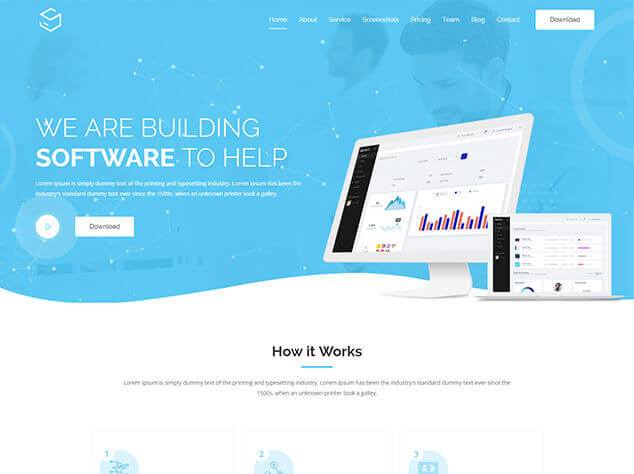 Home About Service Screenshots Pricing Team Blog Contact Download
WE ARE BUILDING
SOFTWARE TO HELP
Lorem Ipsum is simply dummy text of the printing and typesetting industry. Lorem Ipsum has been the
industry's standard dummy text ever since the 1500s, when an unknown printer took a galley.
Download
How it Works
Lorem Ipsum is simply dummy text of the printing and typesetting industry. Lorem Ipsum has been the industry's standard dummy text ever since the
1500s, when an unknown printer took a galley.
1 2 3